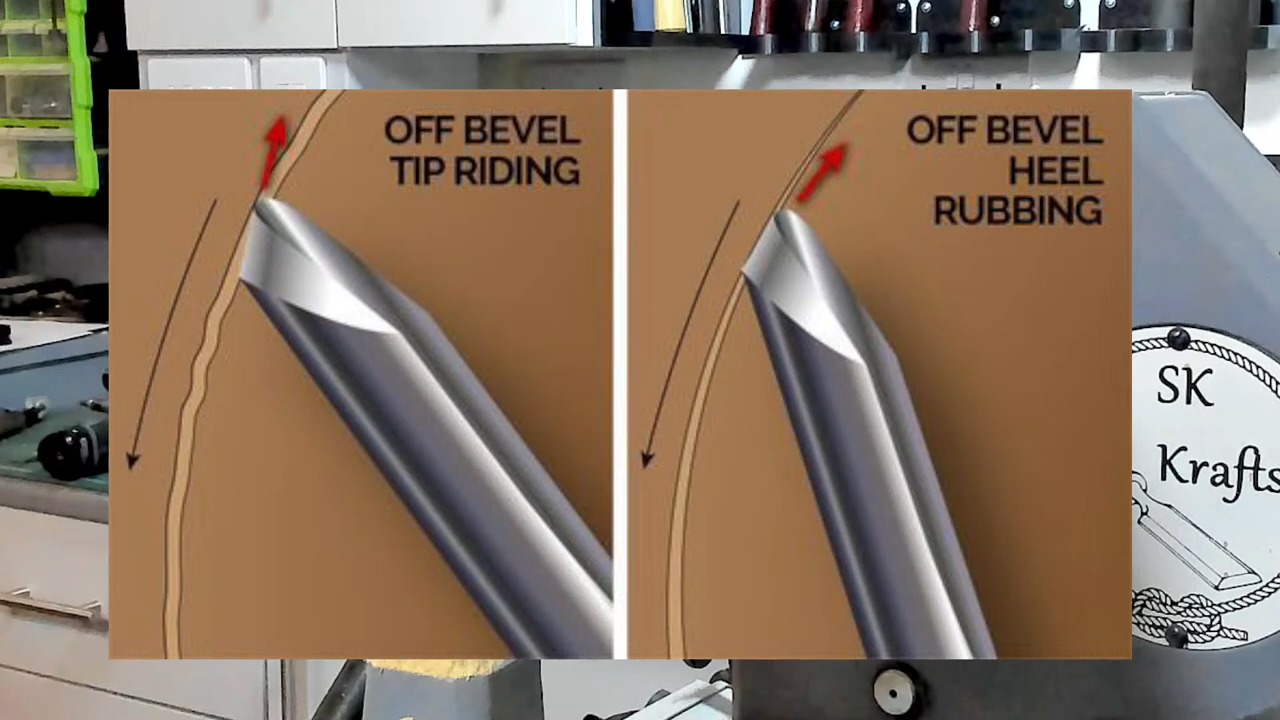 OFF BEVEL
TIP RIDING
OFF BEVEL
HEEL
RUBBING
SK
Krafts